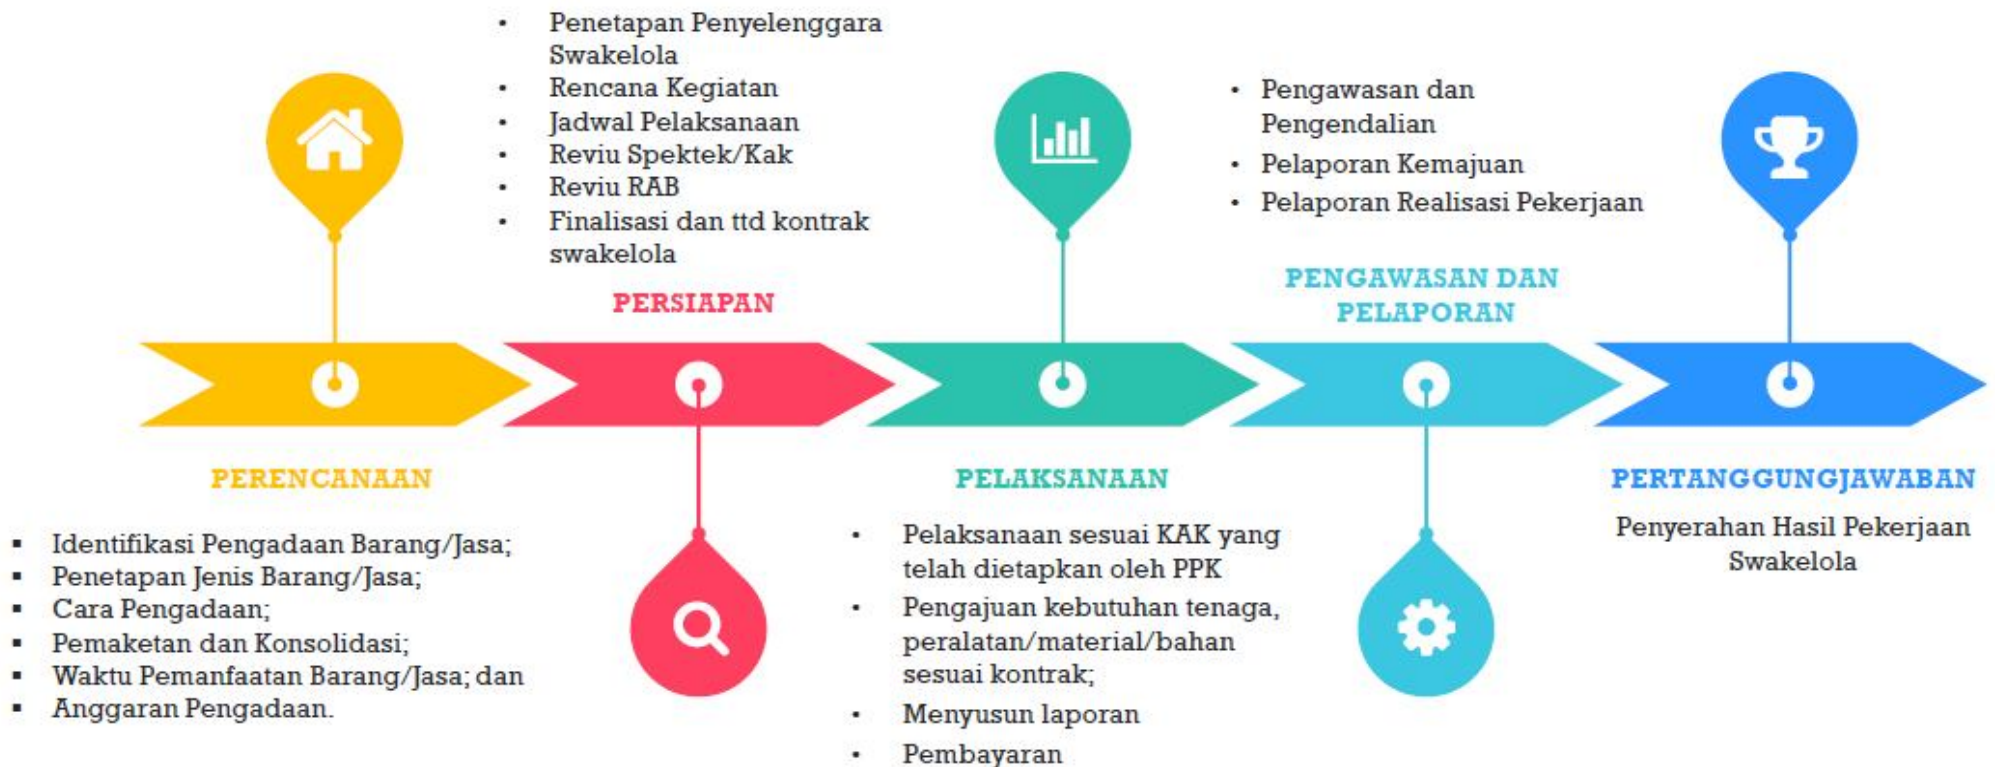 PERENCANAAN
▪ Identifikasi Pengadaan Barang/Jasa;
▪ Penetapan Jenis Barang/Jasa;
▪ Cara Pengadaan;
▪ Pemaketan dan Konsolidasi;
▪ Waktu Pemanfaatan Barang/Jasa; dan
▪ Anggaran Pengadaan.
• Penetapan Penyelenggara
Swakelola
• Rencana Kegiatan
• Jadwal Pelaksanaan
• Reviu Spektek/Kak
• Reviu RAB
• Finalisasi dan ttd kontrak
swakelola
PERSIAPAN
PELAKSANAAN
• Pelaksanaan sesuai KAK yang
telah dietapkan oleh PPK
• Pengajuan kebutuhan tenaga,
peralatan/material/bahan
sesuai kontrak;
• Menyusun laporan
• Pembayaran
• Pengawasan dan
Pengendalian
• Pelaporan Kemajuan
• Pelaporan Realisasi Pekerjaan
PENGAWASAN DAN
PELAPORAN
PERTANGGUNGJAWABAN
Penyerahan Hasil Pekerjaan
Swakelola